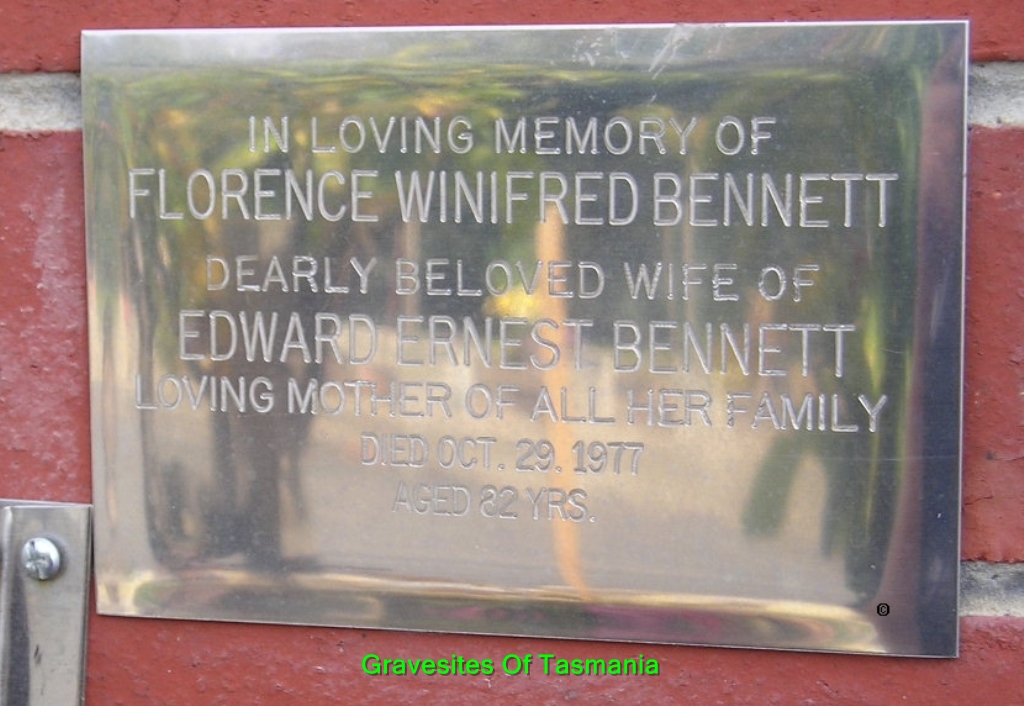 IN LOVING MEMORY OF
FLORENCE WINIFRED BENNETT
DEARLY BELOVED WIFE OF
EDWARD ERNEST BENNETT
LOVING MOTHER OF ALL HER FAMILY
DIED OCT. 29. 1977
AGED 82 YRS.
©
Gravesites Of Tasmania